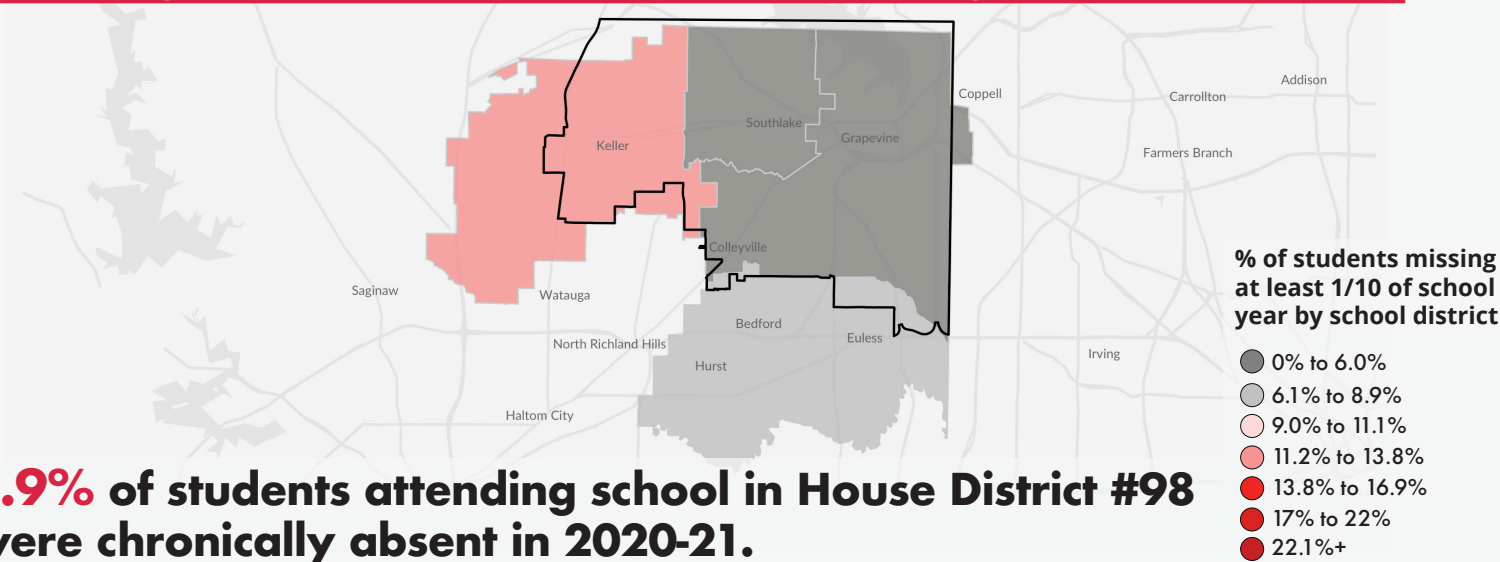 Addison
Coppell
Carrollton
Southlake
Grapevine
Keller
Farmers Branch
Colleyville
% of students missing
at least 1/10 of school
year by school district
Saginaw
Watauga
Bedford
North Richland Hills
Euless
Irving
Hurst
Haltom City
0% to 6.0%
6.1% to 8.9%
9.0% to 11.1%
11.2% to 13.8%
13.8% to 16.9%
17% to 22%
22.1%+
.9% of students attending school in House District #98
were chronically absent in 2020-21.